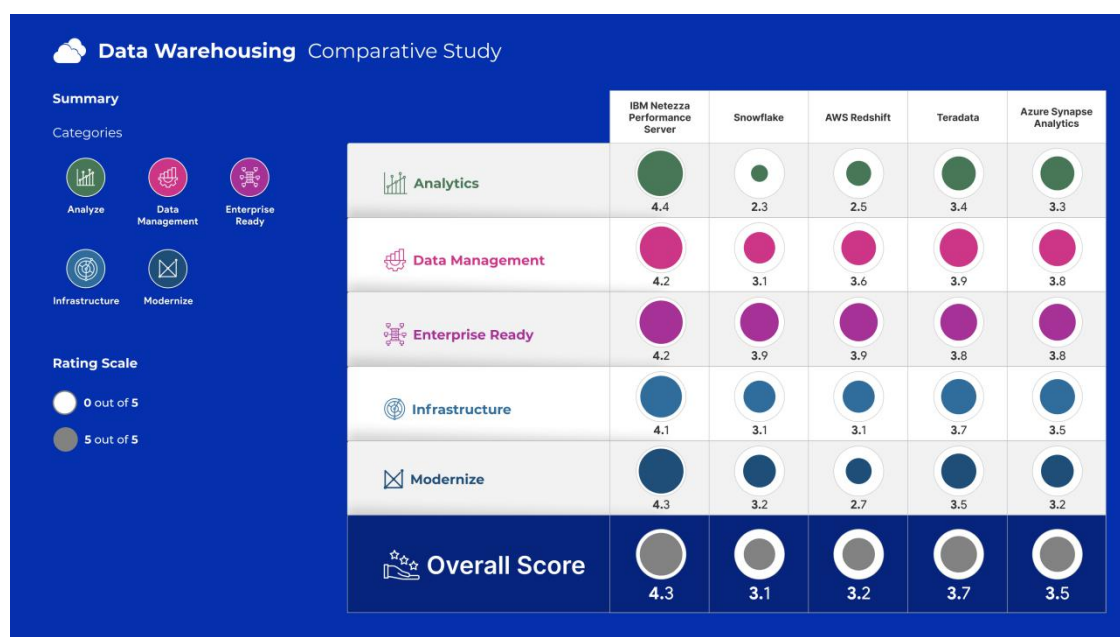 Data Warehousing Comparative Study
Summary
Categories
Analyze
Data
Management
Enterprise
Ready
Infrastructure
Modernize
Rating Scale
0 out of 5
5 out of 5
IBM Netezza
Performance
Server
Snowflake
AWS Redshift
Teradata
Azure Synapse
Analytics
Analytics
4.4 2.3 2.5 3.4 3.3
Data Management
4.2 3.1 3.6 3.9 3.8
Enterprise Ready
4.2 3.9 3.9 3.8 3.8
Infrastructure
4.1 3.1 3.1 3.7 3.5
Modernize
4.3 3.2 2.7 3.5 3.2
Overall Score
4.3 3.1 3.2 3.7 3.5